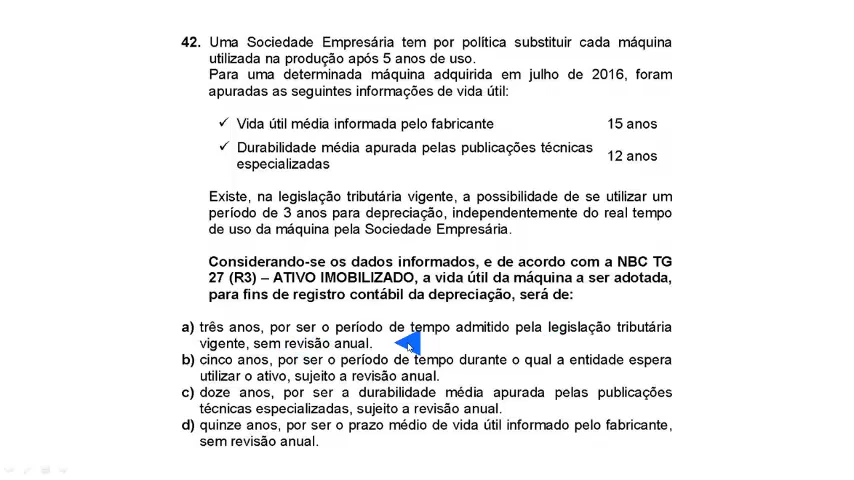 42. Uma Sociedade Empresária tem por política substituir cada máquina
utilizada na produção após 5 anos de uso.
Para uma determinada máquina adquirida em julho de 2016, foram
apuradas as seguintes informações de vida útil:
✓ Vida útil média informada pelo fabricante 15 anos
✓ Durabilidade média apurada pelas publicações técnicas
especializadas 12 anos
Existe, na legislação tributária vigente, a possibilidade de se utilizar um
período de 3 anos para depreciação, independentemente do real tempo
de uso da máquina pela Sociedade Empresária.
Considerando-se os dados informados, e de acordo com a NBC TG
27 (R3) – ATIVO IMOBILIZADO, a vida útil da máquina a ser adotada,
para fins de registro contábil da depreciação, será de:
a) três anos, por ser o período de tempo admitido pela legislação tributária
vigente, sem revisão anual.
b) cinco anos, por ser o período de tempo durante o qual a entidade espera
utilizar o ativo, sujeito a revisão anual.
c) doze anos, por ser a durabilidade média apurada pelas publicações
técnicas especializadas, sujeito a revisão anual.
d) quinze anos, por ser o prazo médio de vida útil informado pelo fabricante,
sem revisão anual.